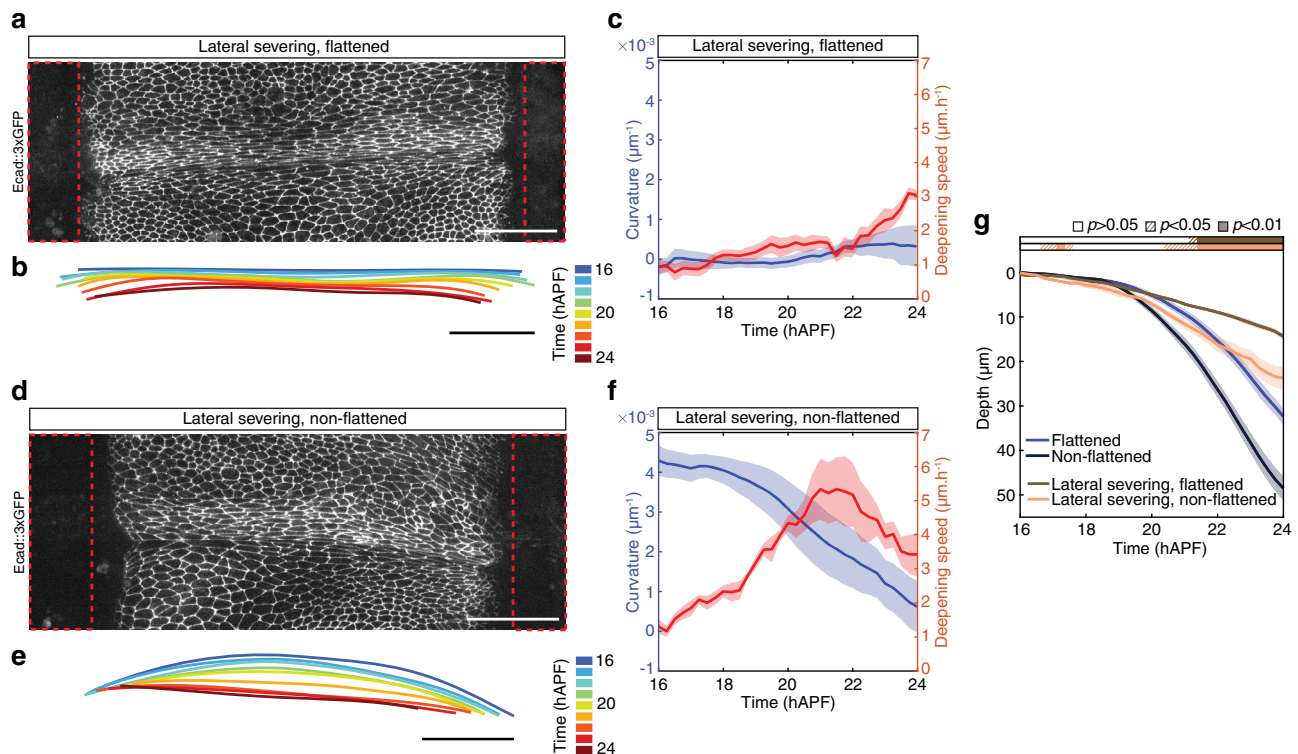 a
Lateral severing, flattened
Ecad::3xGFP
b
Time (hAPF)
16
20
24
c
Lateral severing, flattened
×10⁻³
5
4
3
2
1
0
-1
Curvature (µm⁻¹)
7
6
5
4
3
2
1
0
Deepening speed (µm.h⁻¹)
16 18 20 22 24
Time (hAPF)
d
Lateral severing, non-flattened
Ecad::3xGFP
e
Time (hAPF)
16
20
24
f
Lateral severing, non-flattened
×10⁻³
5
4
3
2
1
0
-1
Curvature (µm⁻¹)
7
6
5
4
3
2
1
0
Deepening speed (µm.h⁻¹)
16 18 20 22 24
Time (hAPF)
g
p>0.05 p<0.05 p<0.01
0
10
20
30
40
50
Depth (µm)
Flattened
Non-flattened
Lateral severing, flattened
Lateral severing, non-flattened
16 18 20 22 24
Time (hAPF)